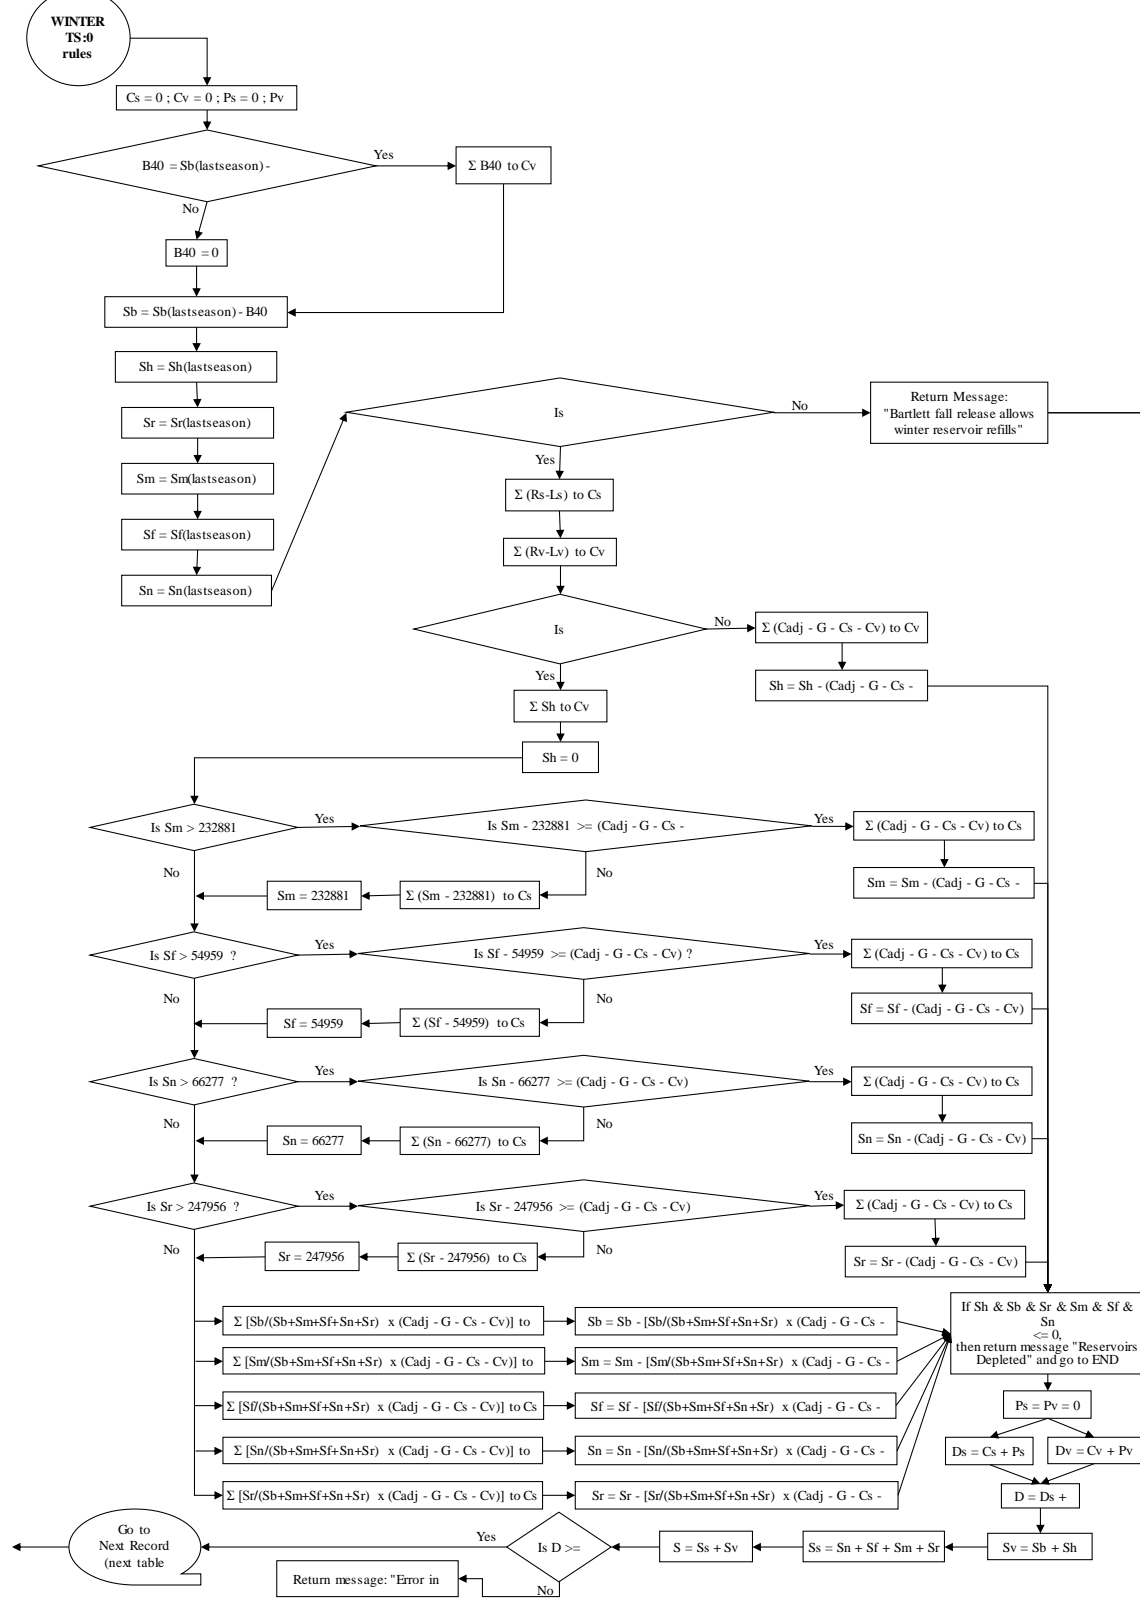 WINTER
TS:0
rules
Cs = 0 ; Cv = 0 ; Ps = 0 ; Pv
B40 = Sb(lastseason) -
Yes
Σ B40 to Cv
No
B40 = 0
Sb = Sb(lastseason) - B40
Sh = Sh(lastseason)
Sr = Sr(lastseason)
Sm = Sm(lastseason)
Sf = Sf(lastseason)
Sn = Sn(lastseason)
Is
No
Return Message:
"Bartlett fall release allows
winter reservoir refills"
Yes
Σ (Rs-Ls) to Cs
Σ (Rv-Lv) to Cv
Is
No
Σ (Cadj - G - Cs - Cv) to Cv
Sh = Sh - (Cadj - G - Cs -
Yes
Σ Sh to Cv
Sh = 0
Is Sm > 232881
Yes
Is Sm - 232881 >= (Cadj - G - Cs -
Yes
Σ (Cadj - G - Cs - Cv) to Cs
No
No
Sm = 232881
Σ (Sm - 232881) to Cs
Sm = Sm - (Cadj - G - Cs -
Is Sf > 54959 ?
Yes
Is Sf - 54959 >= (Cadj - G - Cs - Cv) ?
Yes
Σ (Cadj - G - Cs - Cv) to Cs
No
No
Sf = 54959
Σ (Sf - 54959) to Cs
Sf = Sf - (Cadj - G - Cs - Cv)
Is Sn > 66277 ?
Yes
Is Sn - 66277 >= (Cadj - G - Cs - Cv)
Yes
Σ (Cadj - G - Cs - Cv) to Cs
No
No
Sn = 66277
Σ (Sn - 66277) to Cs
Sn = Sn - (Cadj - G - Cs - Cv)
Is Sr > 247956 ?
Yes
Is Sr - 247956 >= (Cadj - G - Cs - Cv)
Yes
Σ (Cadj - G - Cs - Cv) to Cs
No
No
Sr = 247956
Σ (Sr - 247956) to Cs
Sr = Sr - (Cadj - G - Cs - Cv)
Σ [Sb/(Sb+Sm+Sf+Sn+Sr) x (Cadj - G - Cs - Cv)] to
Sb = Sb - [Sb/(Sb+Sm+Sf+Sn+Sr) x (Cadj - G - Cs -
Σ [Sm/(Sb+Sm+Sf+Sn+Sr) x (Cadj - G - Cs - Cv)] to
Sm = Sm - [Sm/(Sb+Sm+Sf+Sn+Sr) x (Cadj - G - Cs -
Σ [Sf/(Sb+Sm+Sf+Sn+Sr) x (Cadj - G - Cs - Cv)] to Cs
Sf = Sf - [Sf/(Sb+Sm+Sf+Sn+Sr) x (Cadj - G - Cs -
Σ [Sn/(Sb+Sm+Sf+Sn+Sr) x (Cadj - G - Cs - Cv)] to
Sn = Sn - [Sn/(Sb+Sm+Sf+Sn+Sr) x (Cadj - G - Cs -
Σ [Sr/(Sb+Sm+Sf+Sn+Sr) x (Cadj - G - Cs - Cv)] to Cs
Sr = Sr - [Sr/(Sb+Sm+Sf+Sn+Sr) x (Cadj - G - Cs -
If Sh & Sb & Sr & Sm & Sf &
Sn
<= 0,
then return message "Reservoirs
Depleted" and go to END
Ps = Pv = 0
Ds = Cs + Ps
Dv = Cv + Pv
D = Ds +
Sv = Sb + Sh
Ss = Sn + Sf + Sm + Sr
S = Ss + Sv
Is D >=
Yes
Go to
Next Record
(next table
No
Return message: "Error in